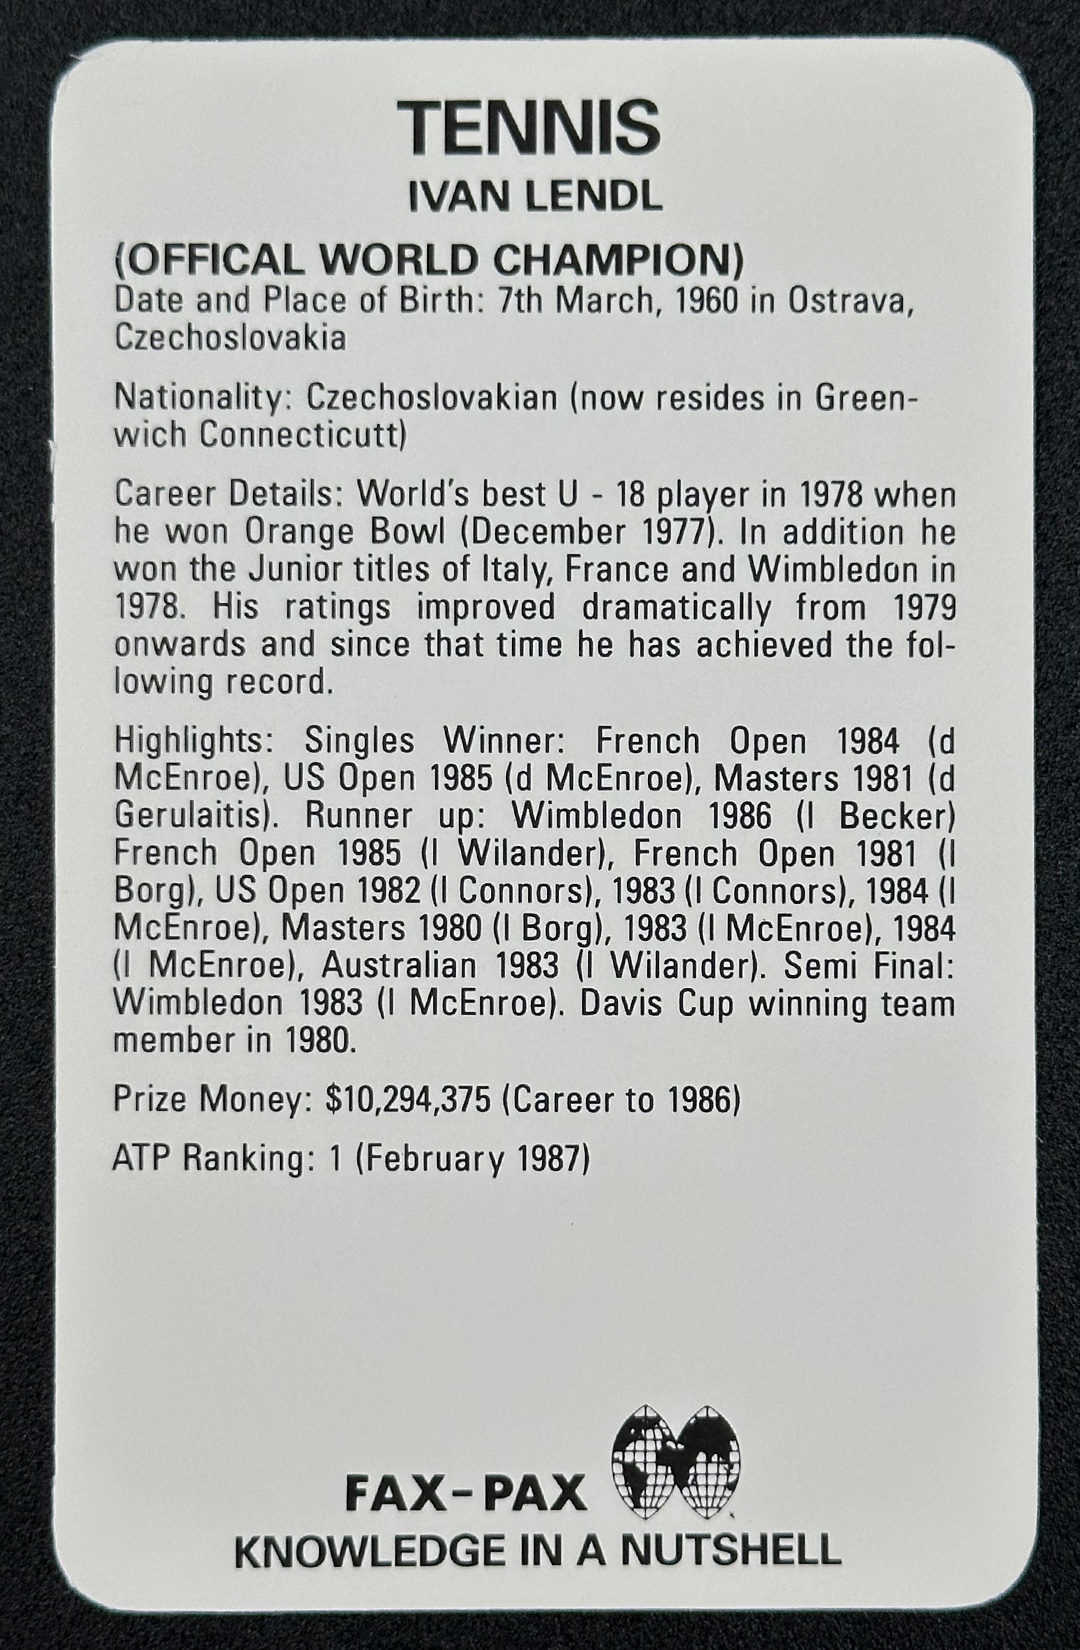 TENNIS
IVAN LENDL
(OFFICAL WORLD CHAMPION)
Date and Place of Birth: 7th March, 1960 in Ostrava,
Czechoslovakia
Nationality: Czechoslovakian (now resides in Green-
wich Connecticutt)
Career Details: World's best U - 18 player in 1978 when
he won Orange Bowl (December 1977). In addition he
won the Junior titles of Italy, France and Wimbledon in
1978. His ratings improved dramatically from 1979
onwards and since that time he has achieved the fol-
lowing record.
Highlights: Singles Winner: French Open 1984 (d
McEnroe), US Open 1985 (d McEnroe), Masters 1981 (d
Gerulaitis). Runner up: Wimbledon 1986 (l Becker)
French Open 1985 (l Wilander), French Open 1981 (l
Borg), US Open 1982 (l Connors), 1983 (l Connors), 1984 (l
McEnroe), Masters 1980 (l Borg), 1983 (l McEnroe), 1984
(l McEnroe), Australian 1983 (l Wilander). Semi Final:
Wimbledon 1983 (l McEnroe). Davis Cup winning team
member in 1980.
Prize Money: $10,294,375 (Career to 1986)
ATP Ranking: 1 (February 1987)
FAX-PAX
KNOWLEDGE IN A NUTSHELL